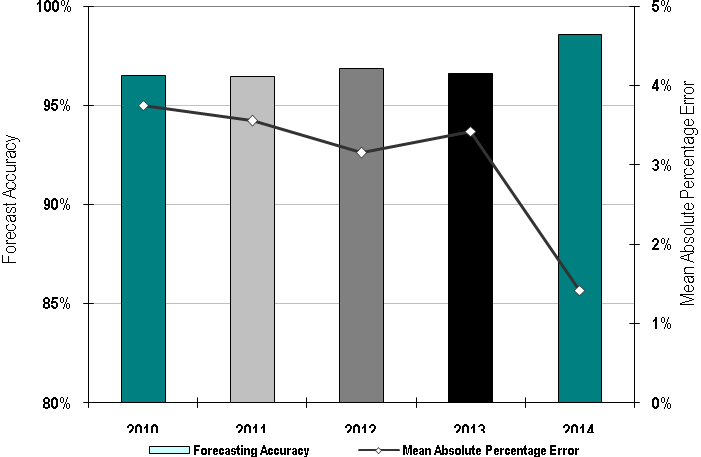 100%
95%
90%
85%
80%
Forecast Accuracy
5%
4%
3%
2%
1%
0%
Mean Absolute Percentage Error
2010 2011 2012 2013 2014
Forecasting Accuracy Mean Absolute Percentage Error